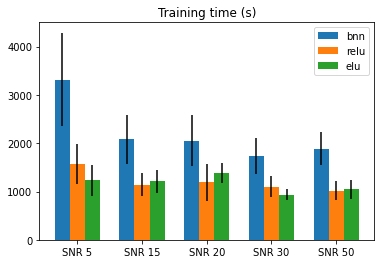 Training time (s)
bnn
relu
elu
4000
3000
2000
1000
0
SNR 5 SNR 15 SNR 20 SNR 30 SNR 50